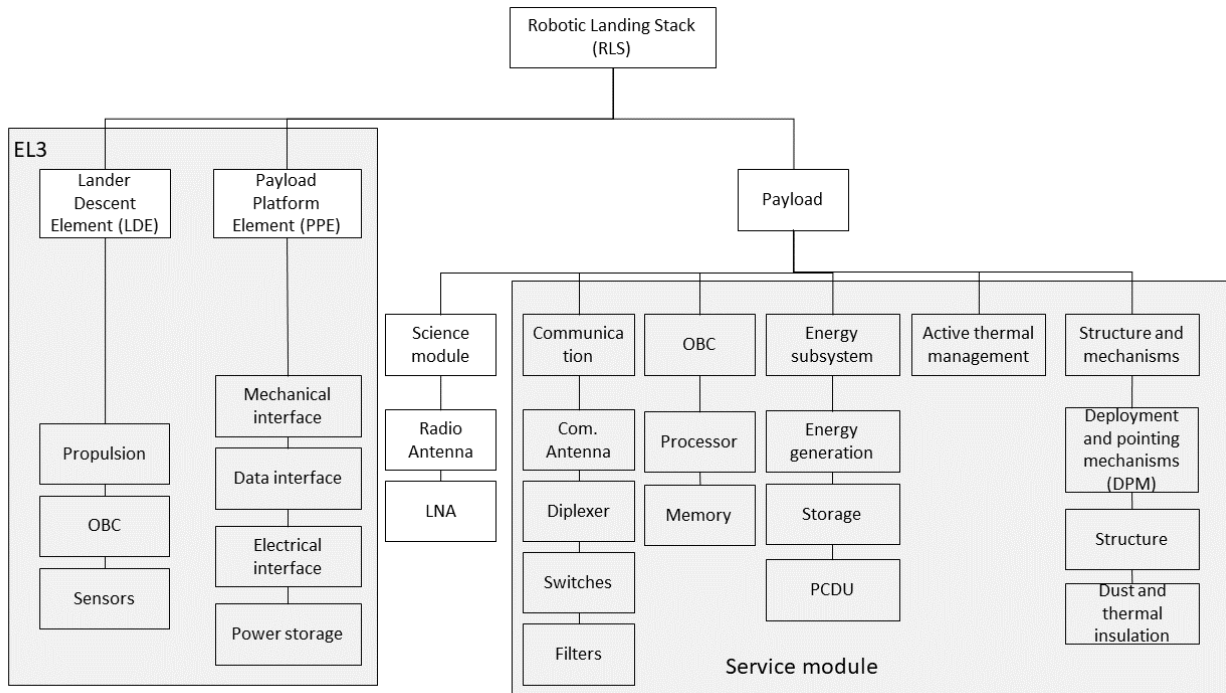 Robotic Landing Stack
(RLS)
EL3
Lander
Descent
Element (LDE)
Payload
Platform
Element (PPE)
Payload
Science
module
Communica
tion
OBC
Energy
subsystem
Active thermal
management
Structure and
mechanisms
Mechanical
interface
Radio
Antenna
Com.
Antenna
Processor
Energy
generation
Deployment
and pointing
mechanisms
(DPM)
Propulsion
Data interface
LNA
Diplexer
Memory
Storage
Structure
OBC
Electrical
interface
Switches
PCDU
Dust and
thermal
insulation
Sensors
Power storage
Filters
Service module